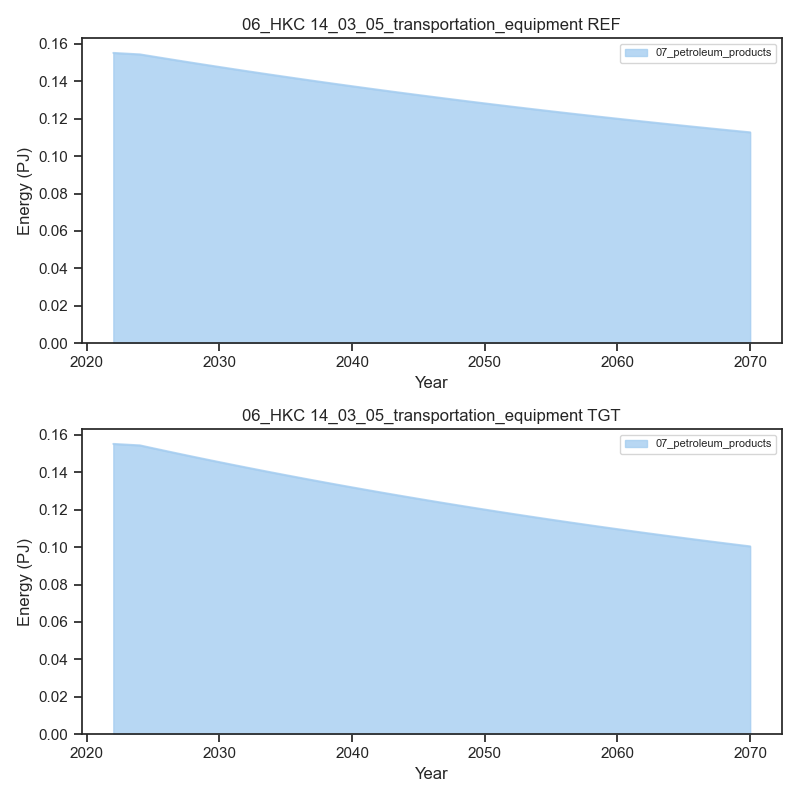 06_HKC 14_03_05_transportation_equipment REF
0.16
0.14
0.12
0.10
0.08
0.06
0.04
0.02
0.00
Energy (PJ)
07_petroleum_products
2020 2030 2040 2050 2060 2070
Year
06_HKC 14_03_05_transportation_equipment TGT
0.16
0.14
0.12
0.10
0.08
0.06
0.04
0.02
0.00
Energy (PJ)
07_petroleum_products
2020 2030 2040 2050 2060 2070
Year